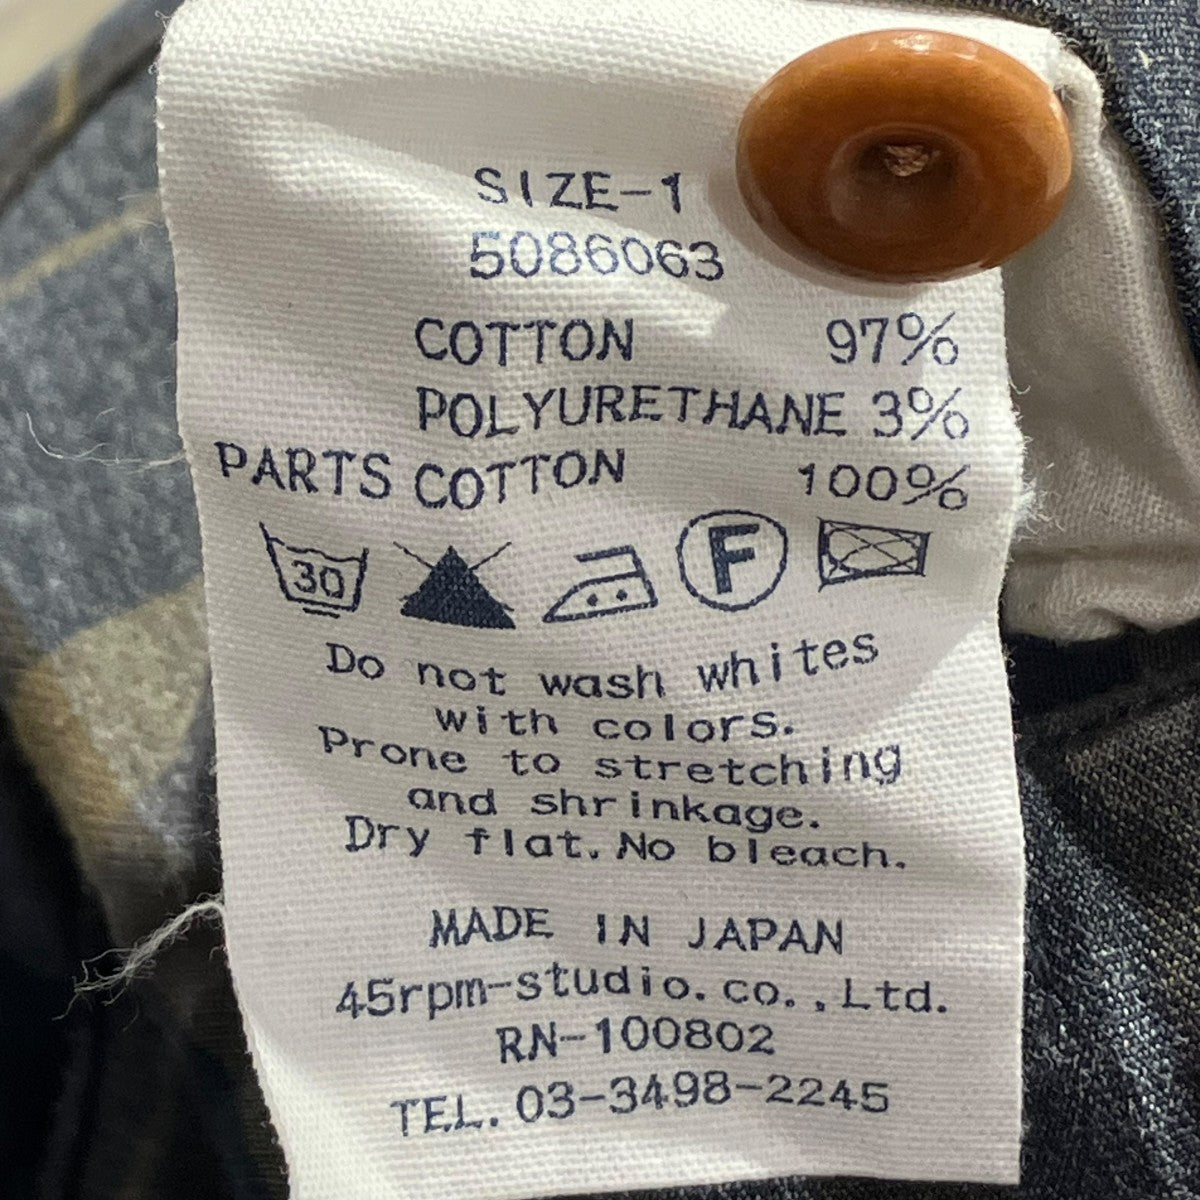 SIZE-1
5086063
COTTON 97%
POLYURETHANE 3%
PARTS COTTON 100%
30 F
Do not wash whites
with colors.
Prone to stretching
and shrinkage.
Dry flat. No bleach.
MADE IN JAPAN
45rpm-studio.co.,Ltd.
RN-100802
TEL. 03-3498-2245